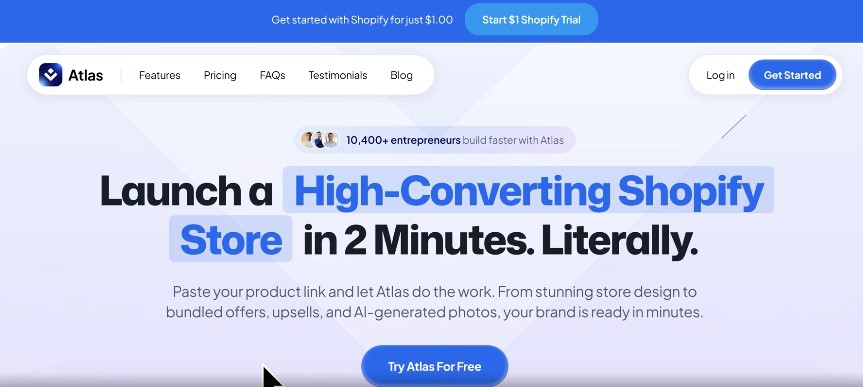 Get started with Shopify for just $1.00
Start $1 Shopify Trial
Atlas
Features
Pricing
FAQs
Testimonials
Blog
Log in
Get Started
10,400+ entrepreneurs build faster with Atlas
Launch a High-Converting Shopify
Store in 2 Minutes. Literally.
Paste your product link and let Atlas do the work. From stunning store design to
bundled offers, upsells, and AI-generated photos, your brand is ready in minutes.
Try Atlas For Free